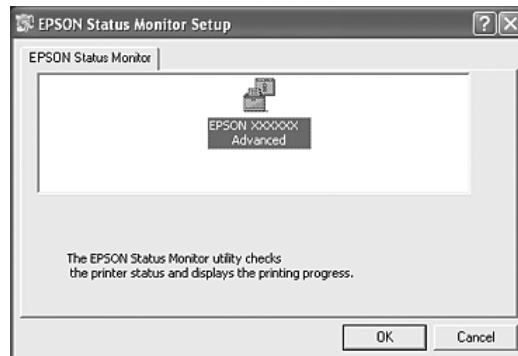 EPSON Status Monitor Setup
EPSON Status Monitor
EPSON XXXXXX
Advanced
The EPSON Status Monitor utility checks
the printer status and displays the printing progress.
OK
Cancel